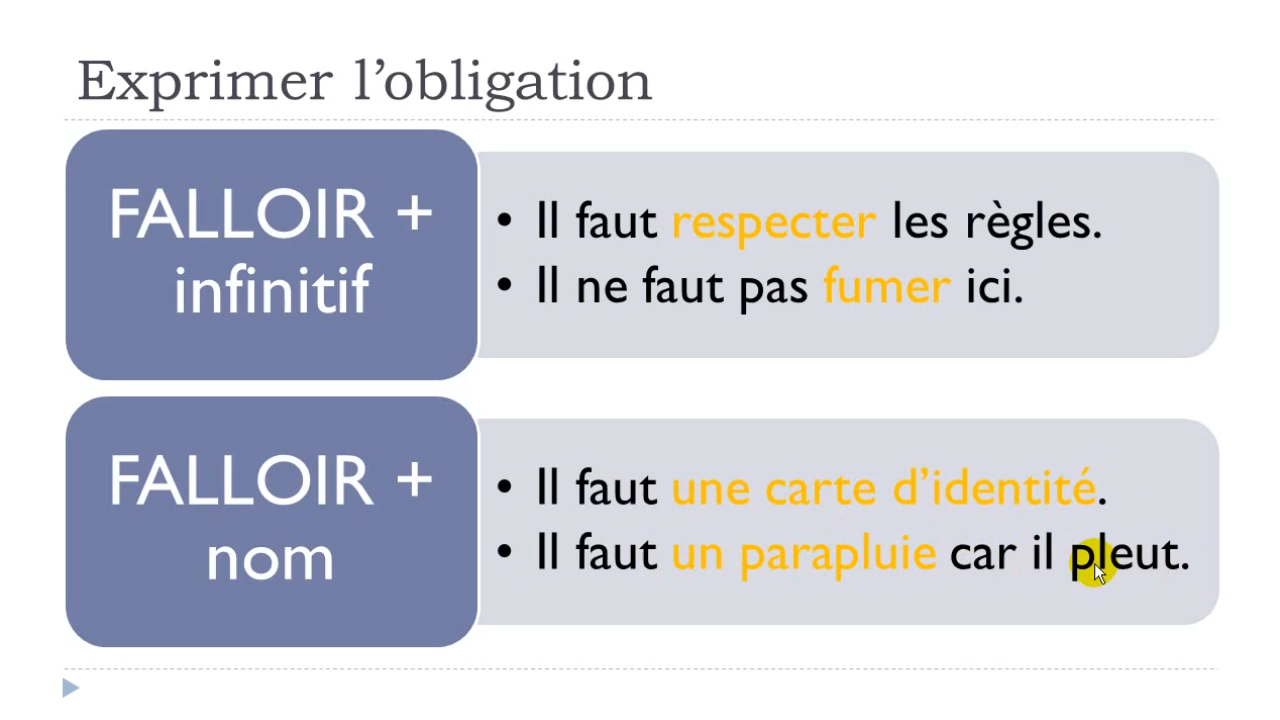 Exprimer l’obligation
FALLOIR +
infinitif
• Il faut respecter les règles.
• Il ne faut pas fumer ici.
FALLOIR +
nom
• Il faut une carte d’identité.
• Il faut un parapluie car il pleut.